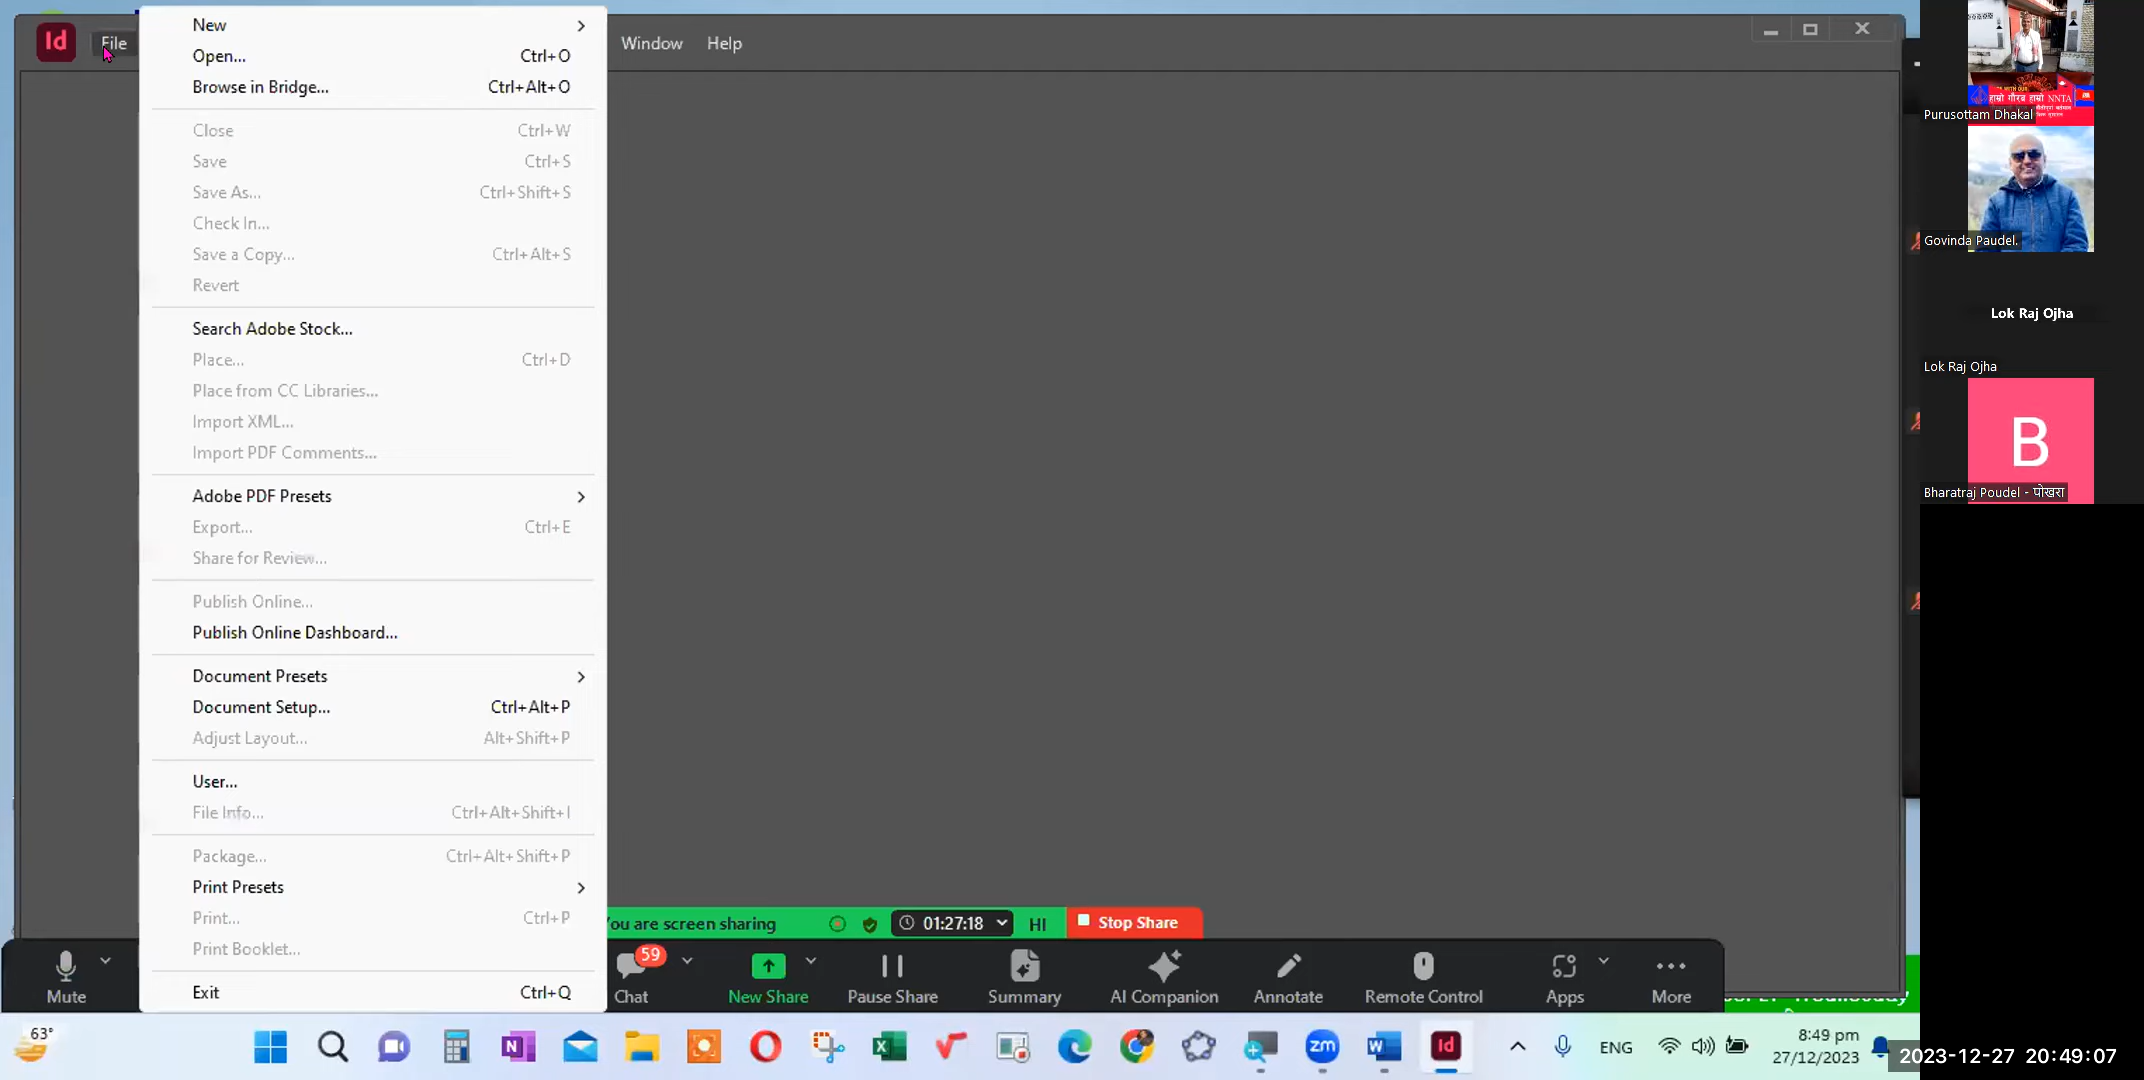 Id File Window Help
New
Open... Ctrl+O
Browse in Bridge... Ctrl+Alt+O
Close Ctrl+W
Save Ctrl+S
Save As... Ctrl+Shift+S
Check In...
Save a Copy... Ctrl+Alt+S
Revert
Search Adobe Stock...
Place... Ctrl+D
Place from CC Libraries...
Import XML...
Import PDF Comments...
Adobe PDF Presets
Export... Ctrl+E
Share for Review...
Publish Online...
Publish Online Dashboard...
Document Presets
Document Setup... Ctrl+Alt+P
Adjust Layout... Alt+Shift+P
User...
File Info... Ctrl+Alt+Shift+I
Package... Ctrl+Alt+Shift+P
Print Presets
Print... Ctrl+P
Print Booklet...
Exit Ctrl+Q
हाम्रो गौरब हाम्रो NNTA
Purusottam Dhakal
Govinda Paudel.
Lok Raj Ojha
Lok Raj Ojha
B
Bharatraj Poudel - पोखरा
You are screen sharing 01:27:18 HI Stop Share
59
Mute Chat New Share Pause Share Summary AI Companion Annotate Remote Control Apps More
63°
zm
Id
ENG
8:49 pm
27/12/2023
2023-12-27 20:49:07